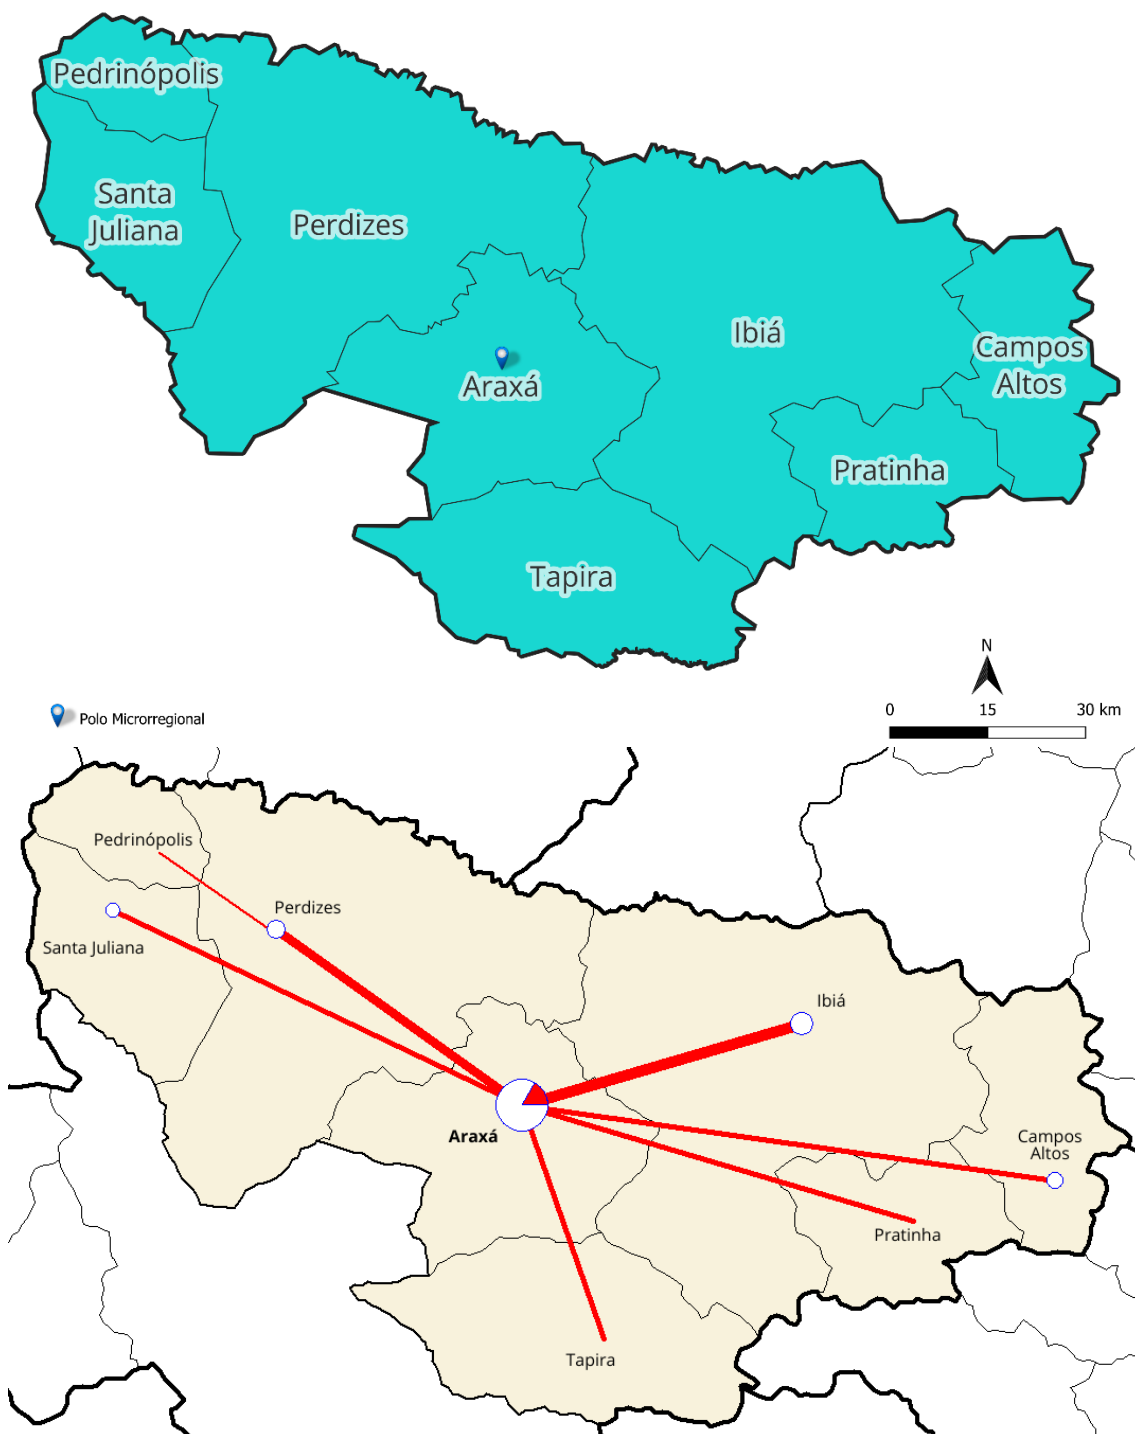 Pedrinópolis
Santa
Juliana
Perdizes
Ibiá
Campos
Altos
Araxá
Pratinha
Tapira
N
0 15 30 km
Polo Microrregional
Pedrinópolis
Perdizes
Santa Juliana
Ibiá
Araxá
Campos
Altos
Pratinha
Tapira